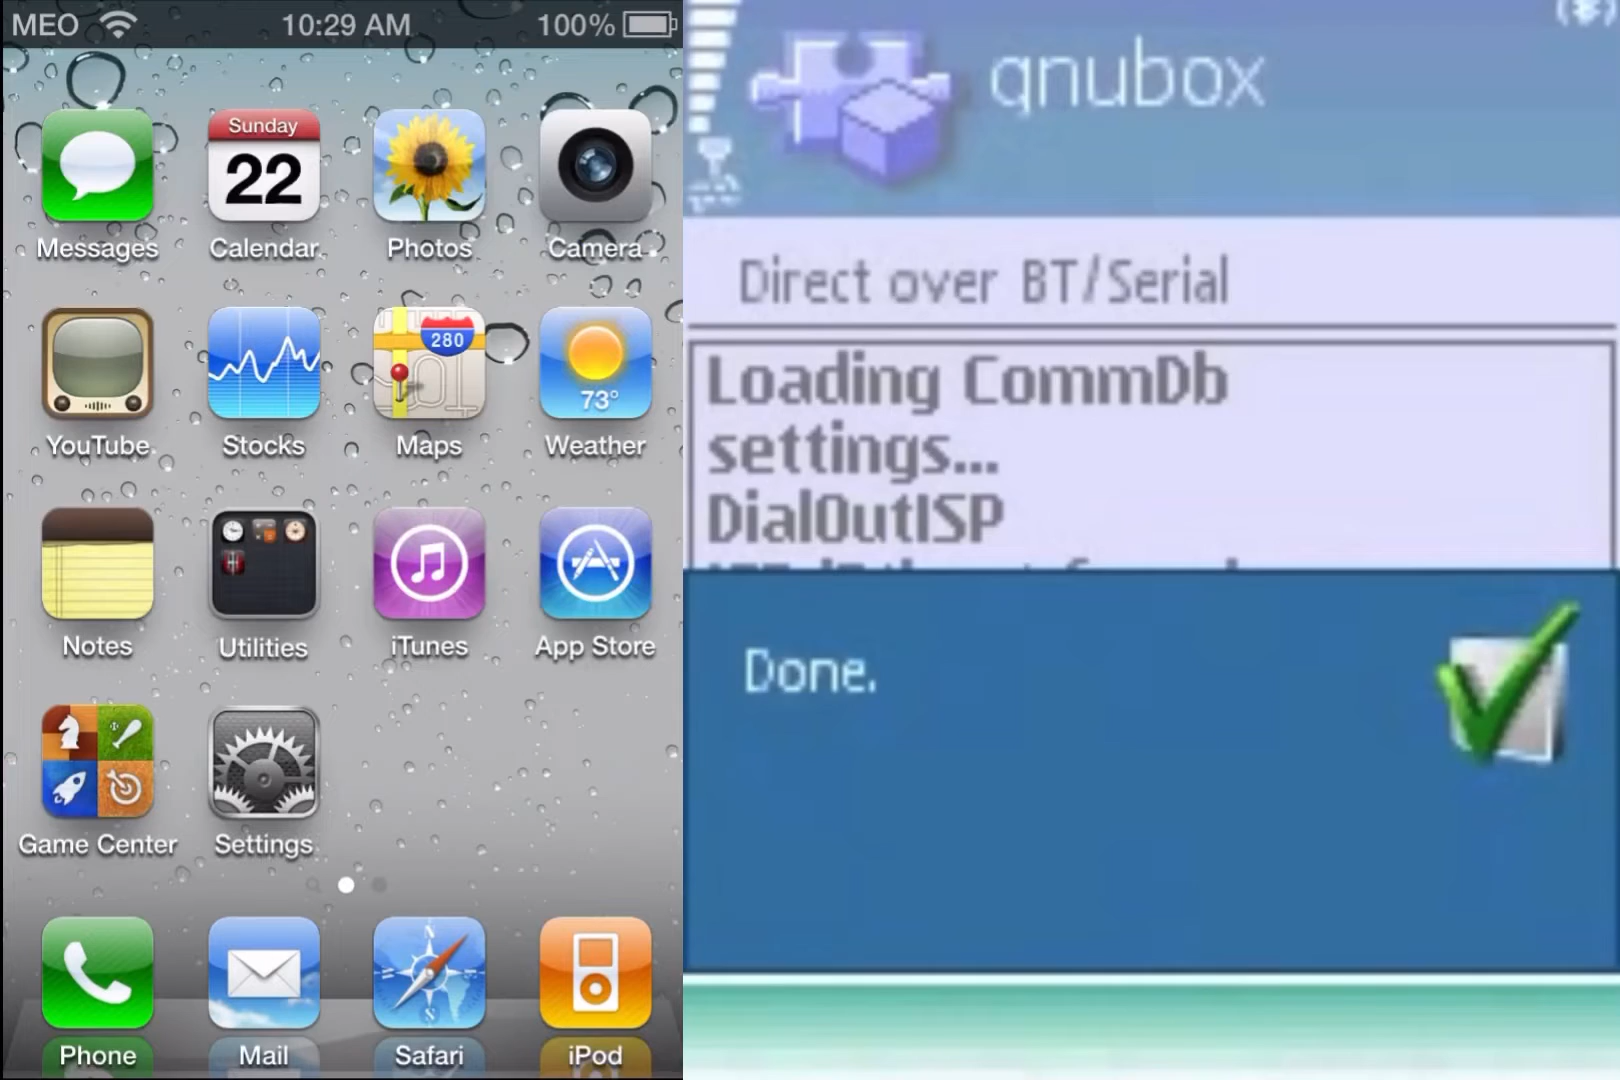 MEO 10:29 AM 100%
Sunday
22
Messages Calendar Photos Camera
280
73°
YouTube Stocks Maps Weather
Notes Utilities iTunes App Store
Game Center Settings
N
S
Phone Mail Safari iPod
qnubox
Direct over BT/Serial
Loading CommDb
settings...
DialOutISP
Done.